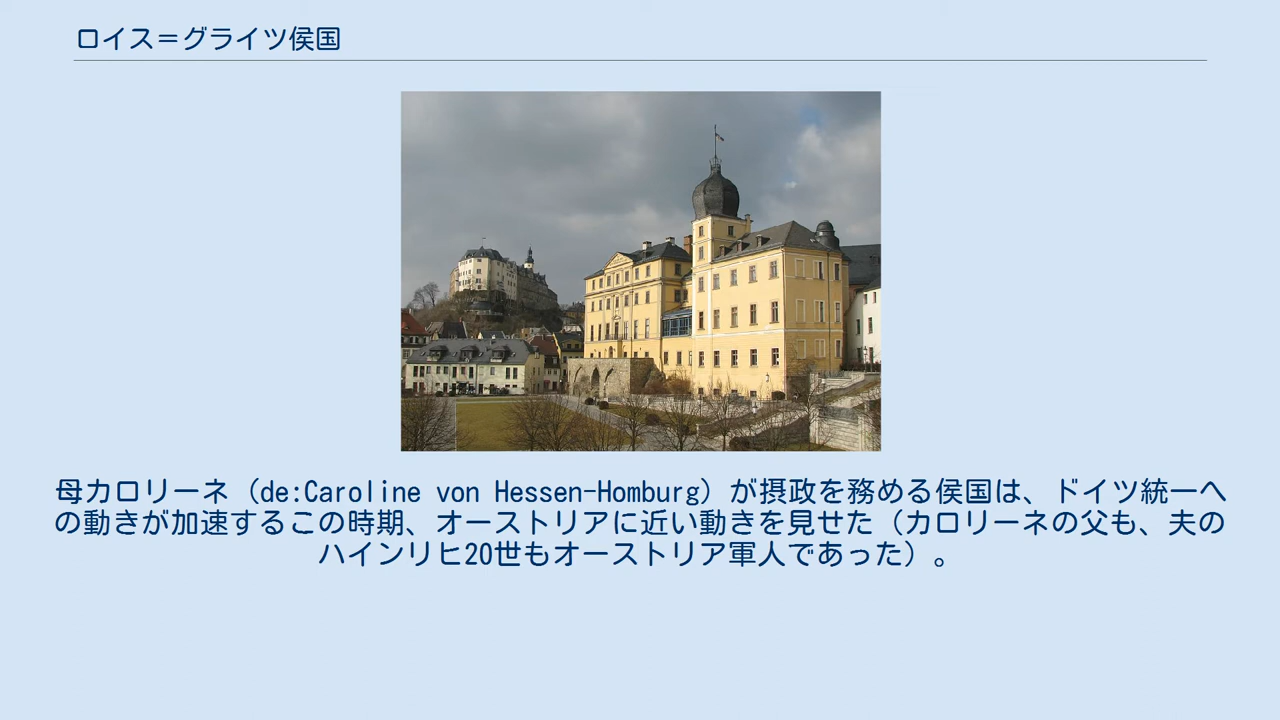 ロイス＝グライツ侯国
母カロリーネ（de:Caroline von Hessen-Homburg）が摂政を務める侯国は、ドイツ統一へ
の動きが加速するこの時期、オーストリアに近い動きを見せた（カロリーネの父も、夫の
ハインリヒ20世もオーストリア軍人であった）。